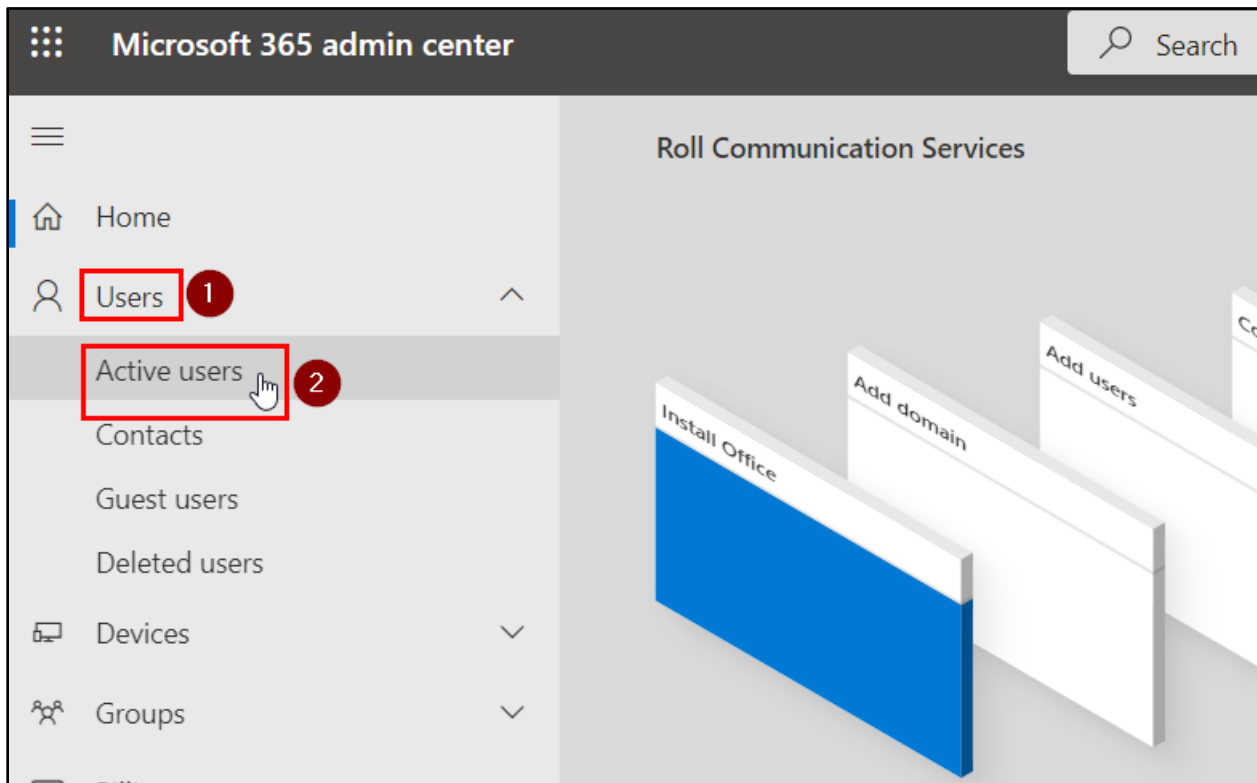 Microsoft 365 admin center
Search
Roll Communication Services
Home
Users
1
Active users
2
Contacts
Guest users
Deleted users
Devices
Groups
Install Office
Add domain
Add users